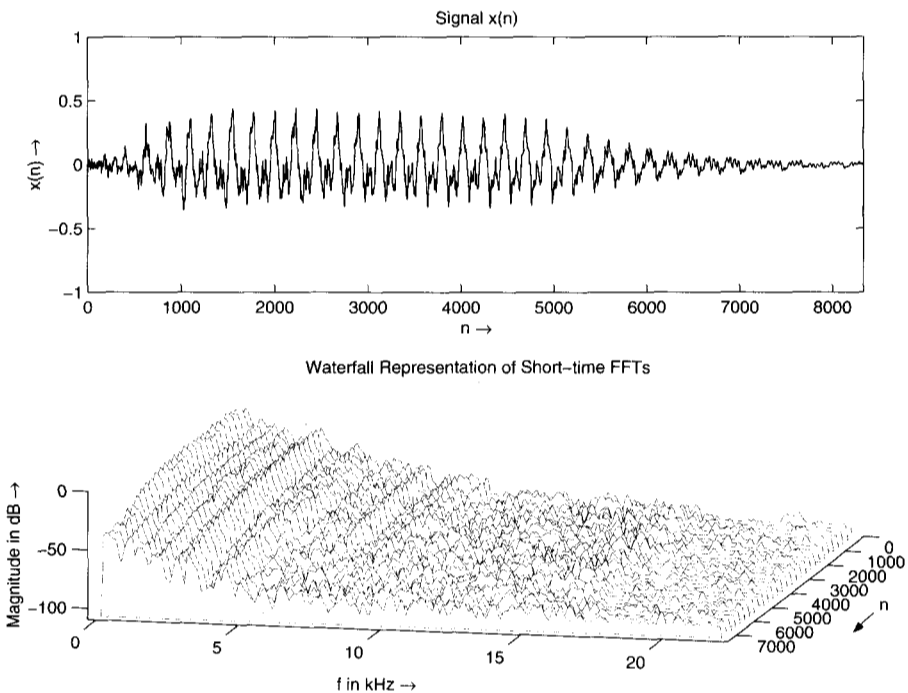 Signal x(n)
1
0.5
0
−0.5
−1
x(n) →
0 1000 2000 3000 4000 5000 6000 7000 8000
n →
Waterfall Representation of Short−time FFTs
0
−50
−100
Magnitude in dB →
0 5 10 15 20
f in kHz →
0
1000
2000
3000
4000
5000
6000
7000
n